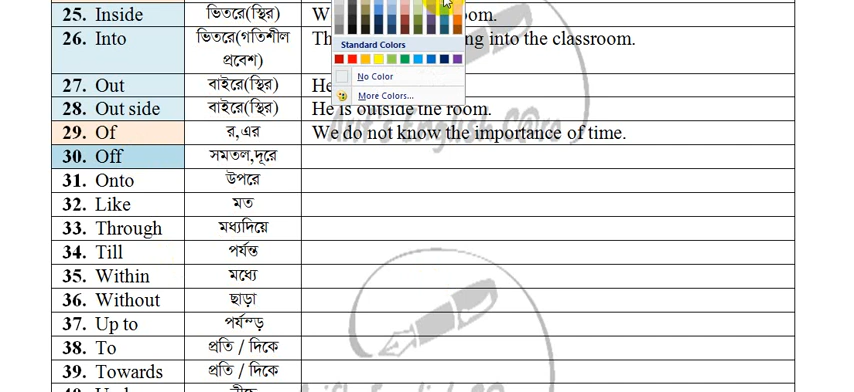 25. Inside ভিতরে(স্থির) W oom.
26. Into ভিতরে(গতিশীল Th ng into the classroom.
প্রবেশ)
Standard Colors
No Color
27. Out বাইরে(স্থির) He
More Colors...
28. Out side বাইরে(স্থির) He is outside the room.
29. Of র,এর We do not know the importance of time.
30. Off সমতল,দূরে
31. Onto উপরে
32. Like মত
33. Through মধ্যদিয়ে
34. Till পর্যন্ত
35. Within মধ্যে
36. Without ছাড়া
37. Up to
38. To প্রতি / দিকে
39. Towards প্রতি / দিকে